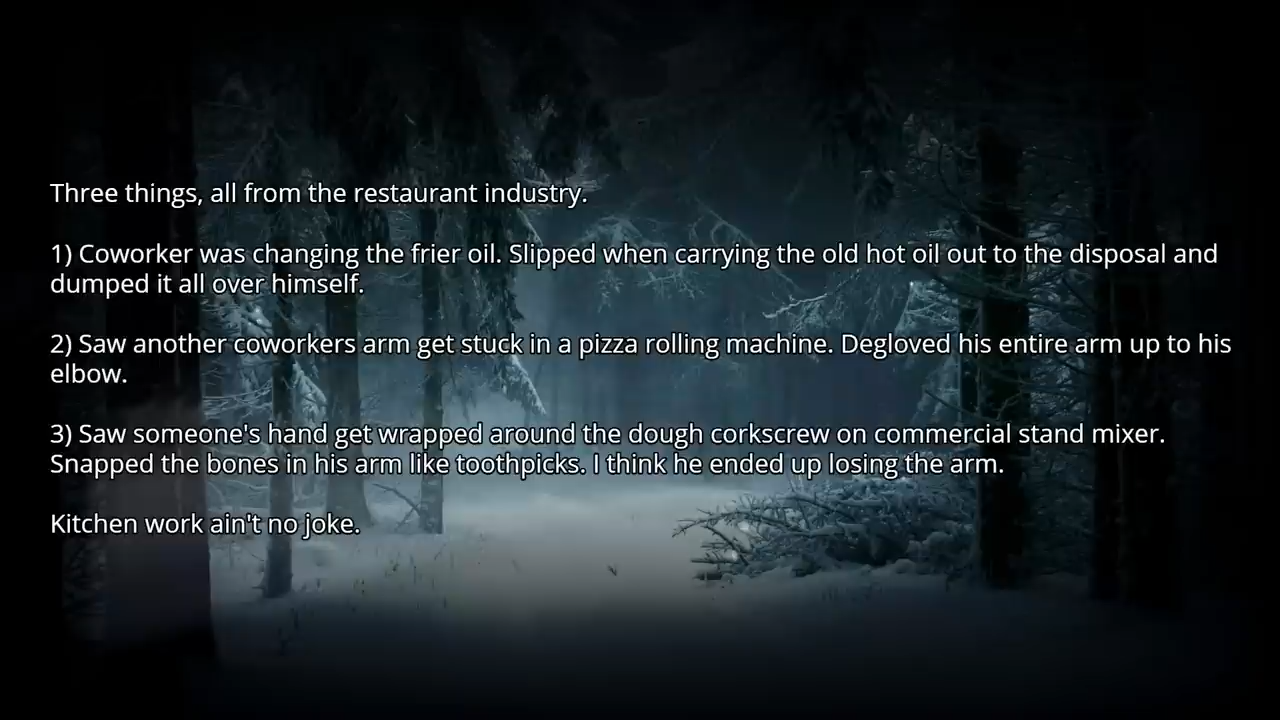 Three things, all from the restaurant industry.
1) Coworker was changing the frier oil. Slipped when carrying the old hot oil out to the disposal and
dumped it all over himself.
2) Saw another coworkers arm get stuck in a pizza rolling machine. Degloved his entire arm up to his
elbow.
3) Saw someone's hand get wrapped around the dough corkscrew on commercial stand mixer.
Snapped the bones in his arm like toothpicks. I think he ended up losing the arm.
Kitchen work ain't no joke.